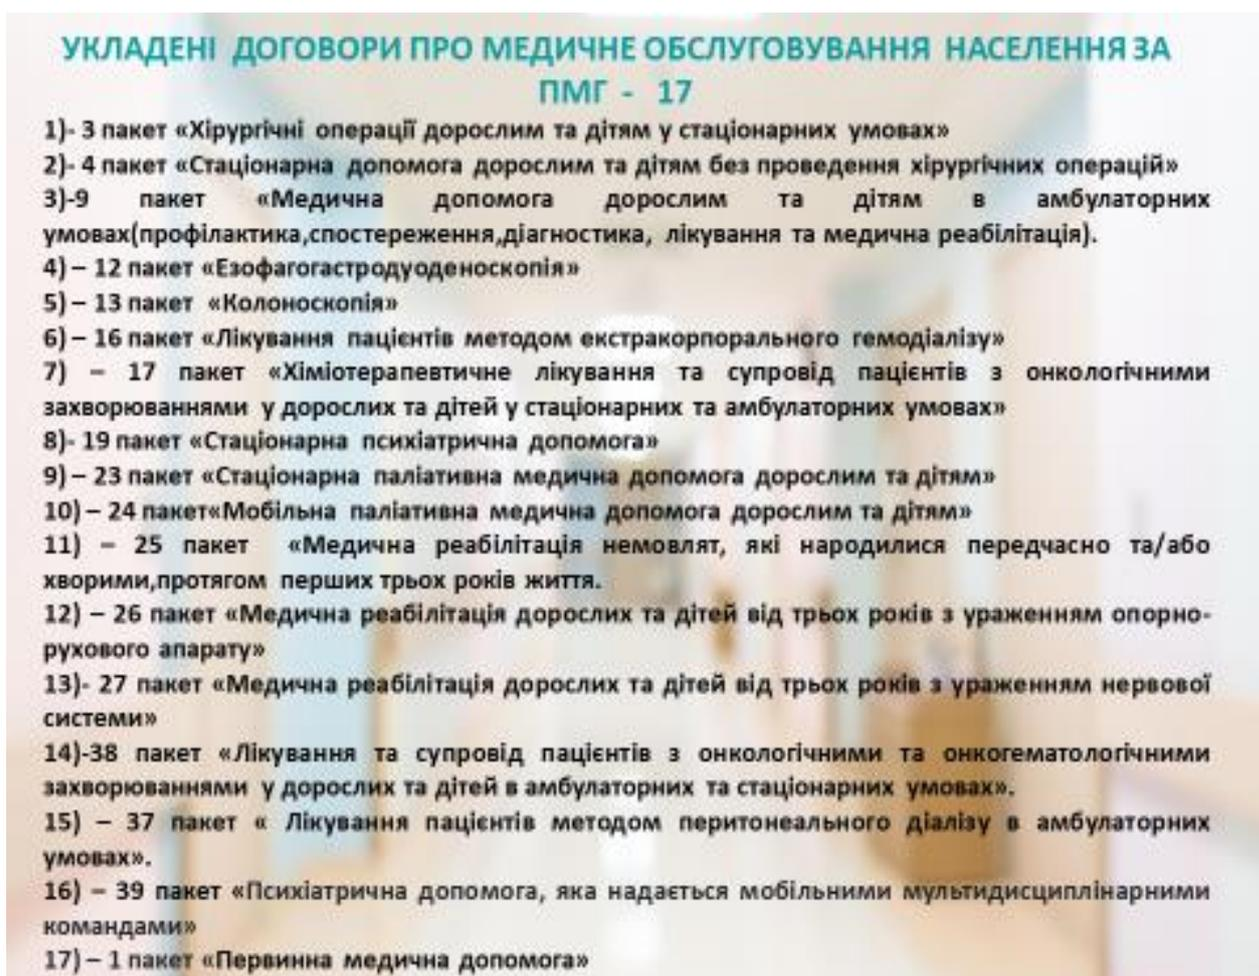 УКЛАДЕНІ ДОГОВОРИ ПРО МЕДИЧНЕ ОБСЛУГОВУВАННЯ НАСЕЛЕННЯ ЗА
ПМГ - 17
1)- 3 пакет «Хірургічні операції дорослим та дітям у стаціонарних умовах»
2)- 4 пакет «Стаціонарна допомога дорослим та дітям без проведення хірургічних операцій»
3)-9 пакет «Медична допомога дорослим та дітям в амбулаторних
умовах(профілактика,спостереження,діагностика, лікування та медична реабілітація).
4) – 12 пакет «Езофагогастродуоденоскопія»
5) – 13 пакет «Колоноскопія»
6) – 16 пакет «Лікування пацієнтів методом екстракорпорального гемодіалізу»
7) – 17 пакет «Хіміотерапевтичне лікування та супровід пацієнтів з онкологічними
захворюваннями у дорослих та дітей у стаціонарних та амбулаторних умовах»
8)- 19 пакет «Стаціонарна психіатрична допомога»
9) – 23 пакет «Стаціонарна паліативна медична допомога дорослим та дітям»
10) – 24 пакет«Мобільна паліативна медична допомога дорослим та дітям»
11) – 25 пакет «Медична реабілітація немовлят, які народилися передчасно та/або
хворими,протягом перших трьох років життя.
12) – 26 пакет «Медична реабілітація дорослих та дітей від трьох років з ураженням опорно-
рухового апарату»
13)- 27 пакет «Медична реабілітація дорослих та дітей від трьох років з ураженням нервової
системи»
14)-38 пакет «Лікування та супровід пацієнтів з онкологічними та онкогематологічними
захворюваннями у дорослих та дітей в амбулаторних та стаціонарних умовах».
15) – 37 пакет « Лікування пацієнтів методом перитонеального діалізу в амбулаторних
умовах».
16) – 39 пакет «Психіатрична допомога, яка надається мобільними мультидисциплінарними
командами»
17) – 1 пакет «Первинна медична допомога»